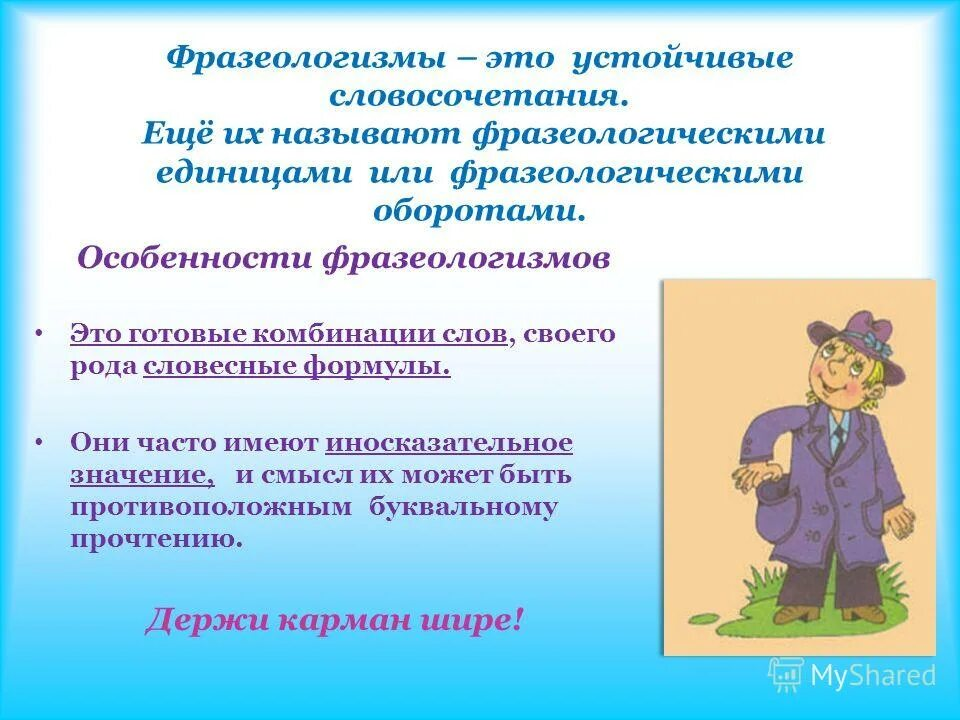 Фразеологизмы – это устойчивые
словосочетания.
Ещё их называют фразеологическими
единицами или фразеологическими
оборотами.
Особенности фразеологизмов
• Это готовые комбинации слов, своего
рода словесные формулы.
• Они часто имеют иносказательное
значение, и смысл их может быть
противоположным буквальному
прочтению.
Держи карман шире!
MyShared